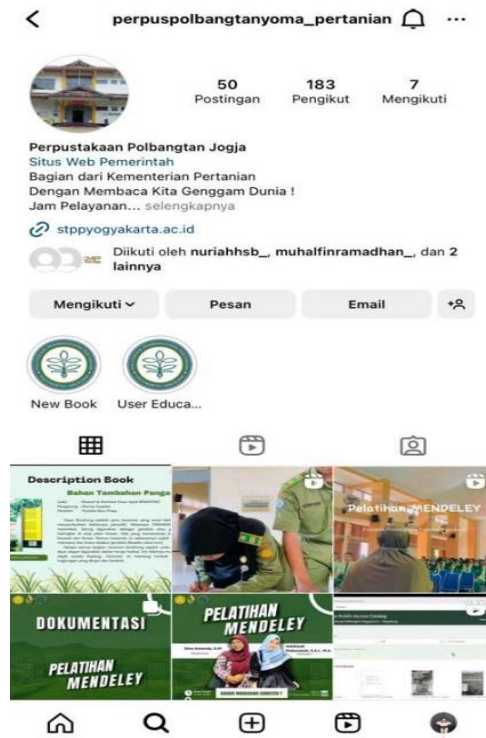 perpuspolbangtanyoma_pertanian
50 183 7
Postingan Pengikut Mengikuti
Perpustakaan Polbangtan Jogja
Situs Web Pemerintah
Bagian dari Kementerian Pertanian
Dengan Membaca Kita Genggam Dunia !
Jam Pelayanan... selengkapnya
stppyogyakarta.ac.id
Diikuti oleh nuriahhsb_, muhalfinramadhan_, dan 2
lainnya
Mengikuti Pesan Email
New Book User Educa...
Description Book
Bahan Tambahan Panga
Pelatihan MENDELEY
DOKUMENTASI
PELATIHAN
MENDELEY
PELATIHAN
MENDELEY